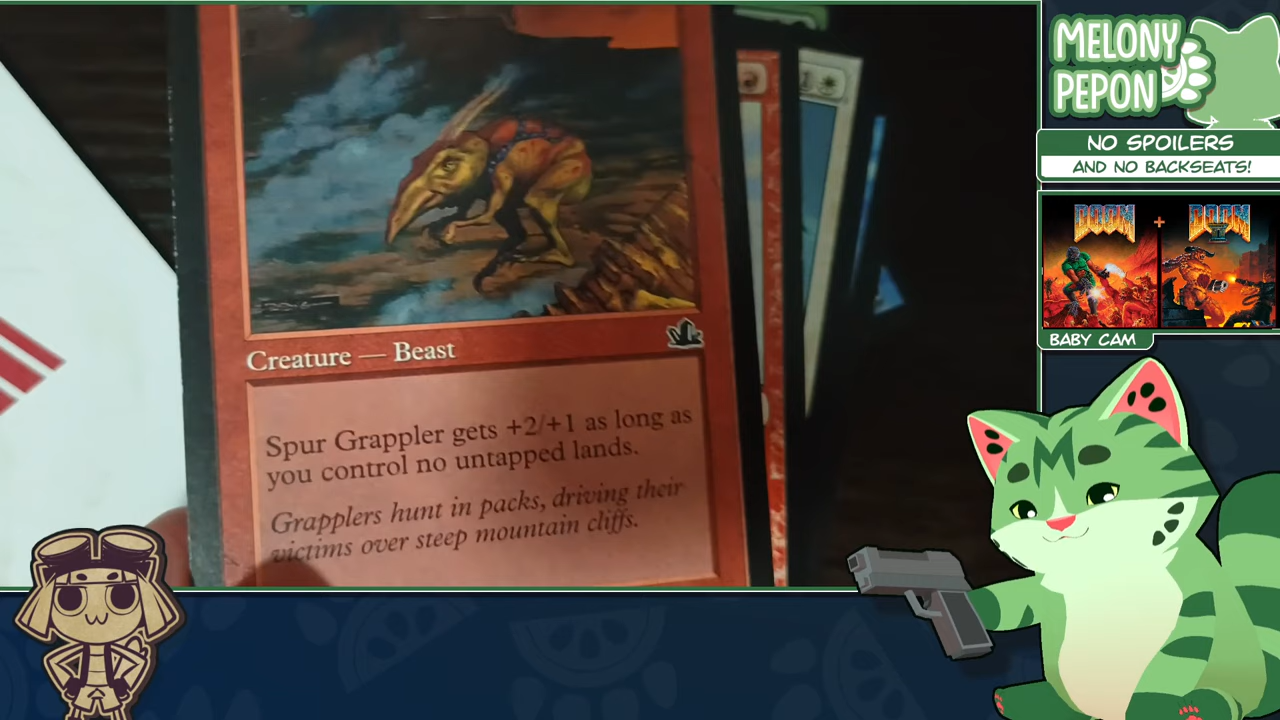 Creature — Beast
Spur Grappler gets +2/+1 as long as
you control no untapped lands.
Grapplers hunt in packs, driving their
victims over steep mountain cliffs.
MELONY
PEPON
NO SPOILERS
AND NO BACKSEATS!
DOOM + DOOM
II
BABY CAM